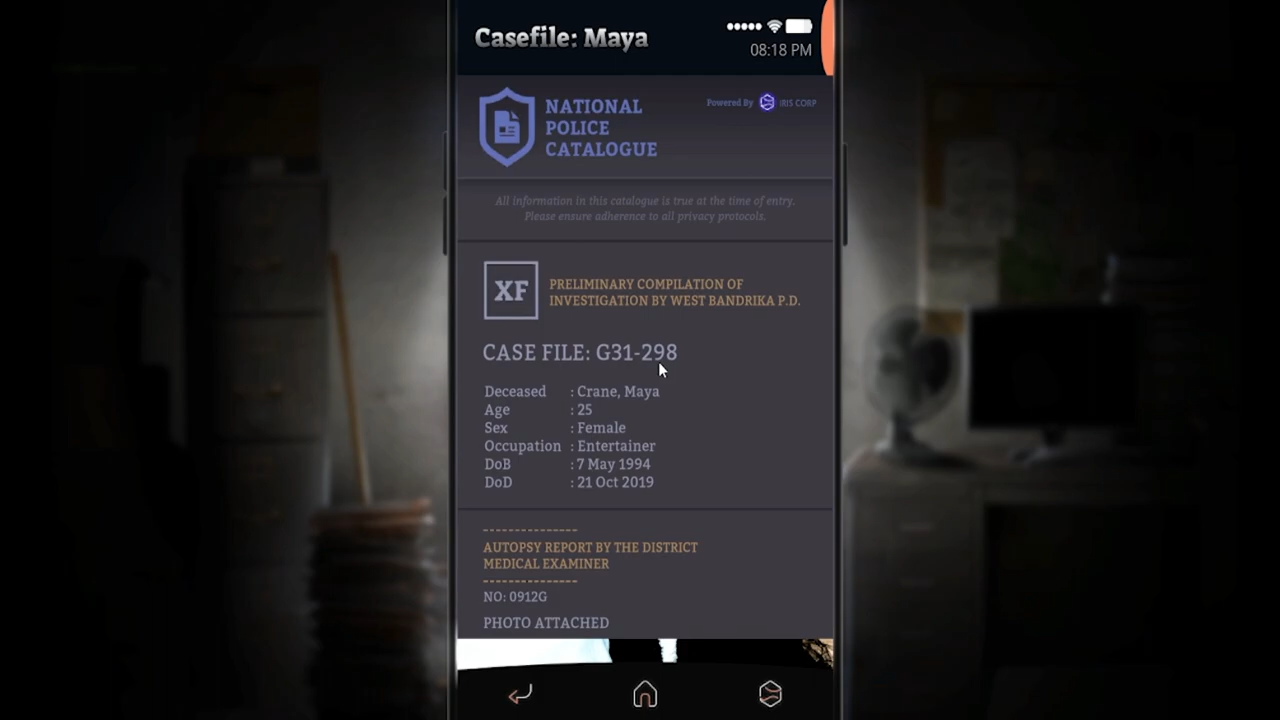 Casefile: Maya
08:18 PM
NATIONAL
POLICE
CATALOGUE
Powered By IRIS CORP
All information in this catalogue is true at the time of entry.
Please ensure adherence to all privacy protocols.
XF
PRELIMINARY COMPILATION OF
INVESTIGATION BY WEST BANDRIKA P.D.
CASE FILE: G31-298
Deceased : Crane, Maya
Age : 25
Sex : Female
Occupation : Entertainer
DoB : 7 May 1994
DoD : 21 Oct 2019
---------------
AUTOPSY REPORT BY THE DISTRICT
MEDICAL EXAMINER
---------------
NO: 0912G
PHOTO ATTACHED